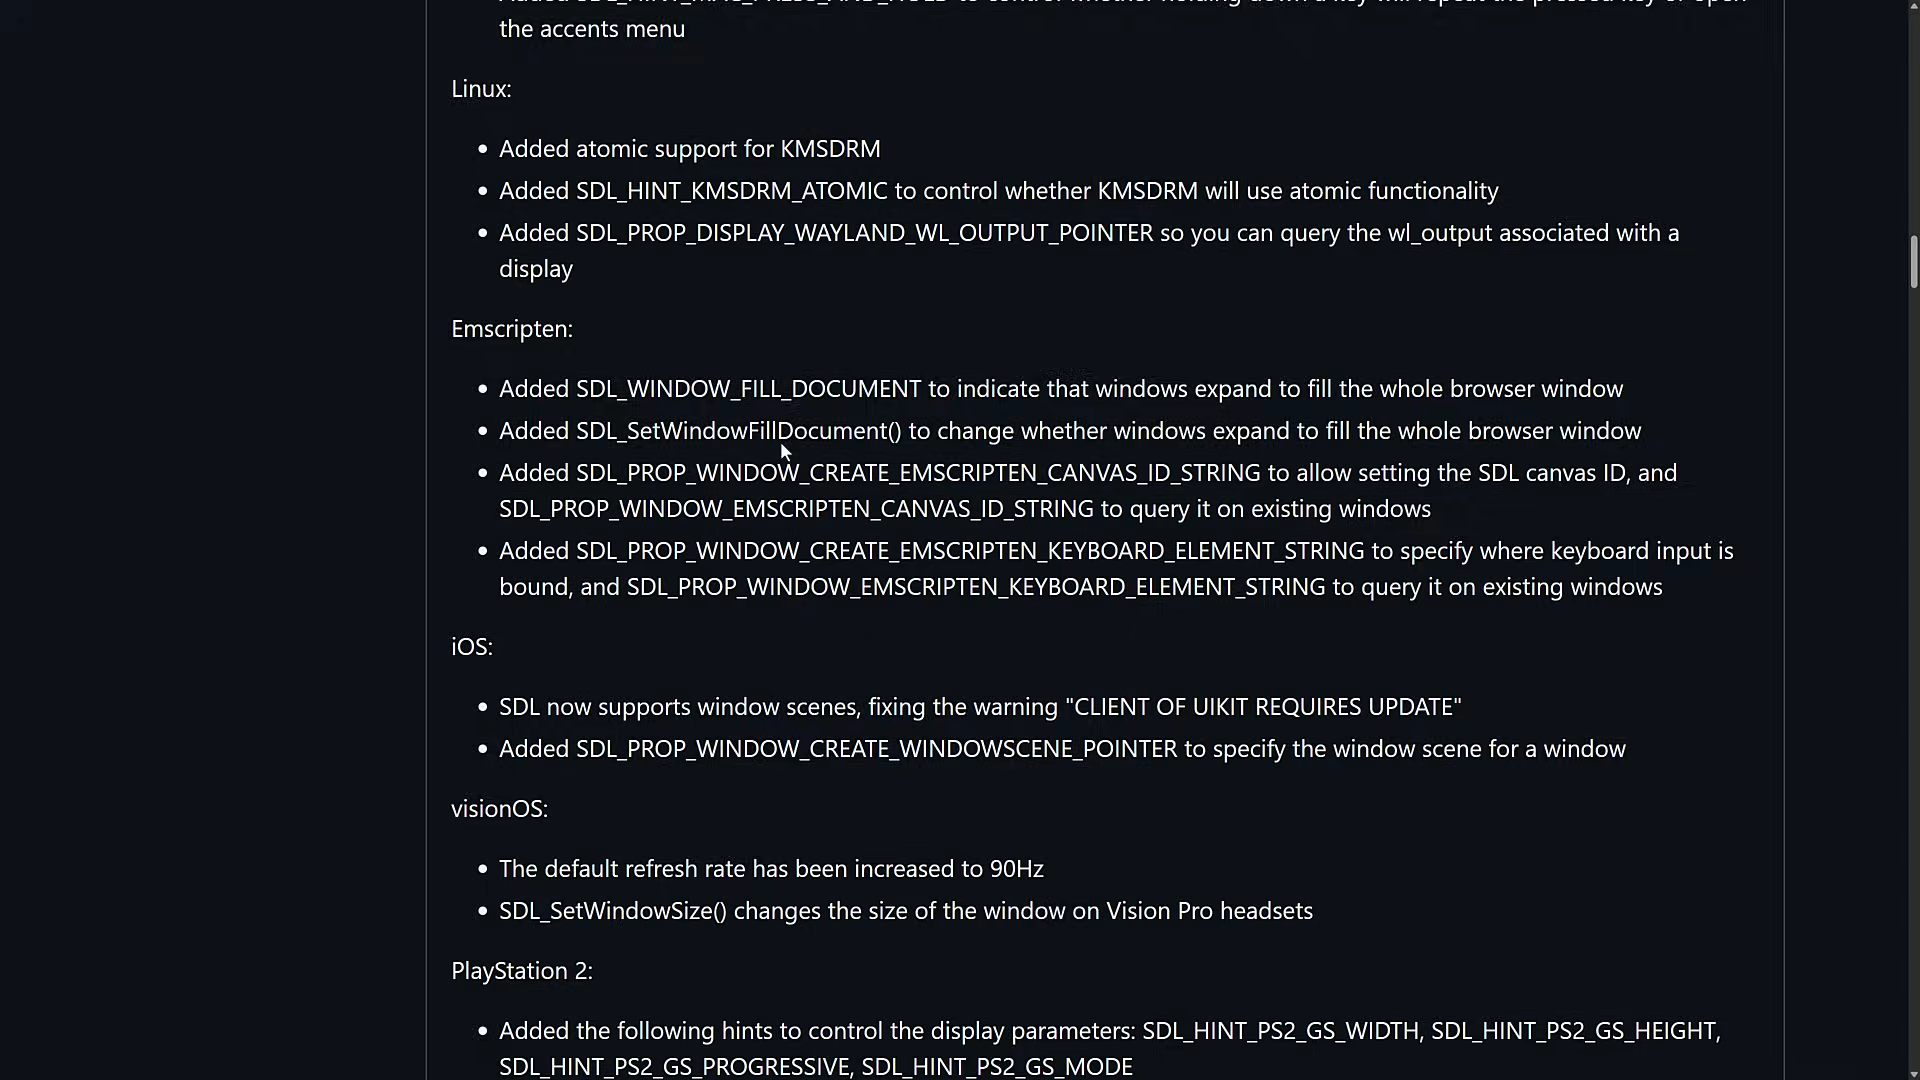 the accents menu
Linux:
• Added atomic support for KMSDRM
• Added SDL_HINT_KMSDRM_ATOMIC to control whether KMSDRM will use atomic functionality
• Added SDL_PROP_DISPLAY_WAYLAND_WL_OUTPUT_POINTER so you can query the wl_output associated with a
display
Emscripten:
• Added SDL_WINDOW_FILL_DOCUMENT to indicate that windows expand to fill the whole browser window
• Added SDL_SetWindowFillDocument() to change whether windows expand to fill the whole browser window
• Added SDL_PROP_WINDOW_CREATE_EMSCRIPTEN_CANVAS_ID_STRING to allow setting the SDL canvas ID, and
SDL_PROP_WINDOW_EMSCRIPTEN_CANVAS_ID_STRING to query it on existing windows
• Added SDL_PROP_WINDOW_CREATE_EMSCRIPTEN_KEYBOARD_ELEMENT_STRING to specify where keyboard input is
bound, and SDL_PROP_WINDOW_EMSCRIPTEN_KEYBOARD_ELEMENT_STRING to query it on existing windows
iOS:
• SDL now supports window scenes, fixing the warning "CLIENT OF UIKIT REQUIRES UPDATE"
• Added SDL_PROP_WINDOW_CREATE_WINDOWSCENE_POINTER to specify the window scene for a window
visionOS:
• The default refresh rate has been increased to 90Hz
• SDL_SetWindowSize() changes the size of the window on Vision Pro headsets
PlayStation 2:
• Added the following hints to control the display parameters: SDL_HINT_PS2_GS_WIDTH, SDL_HINT_PS2_GS_HEIGHT,
SDL_HINT_PS2_GS_PROGRESSIVE, SDL_HINT_PS2_GS_MODE